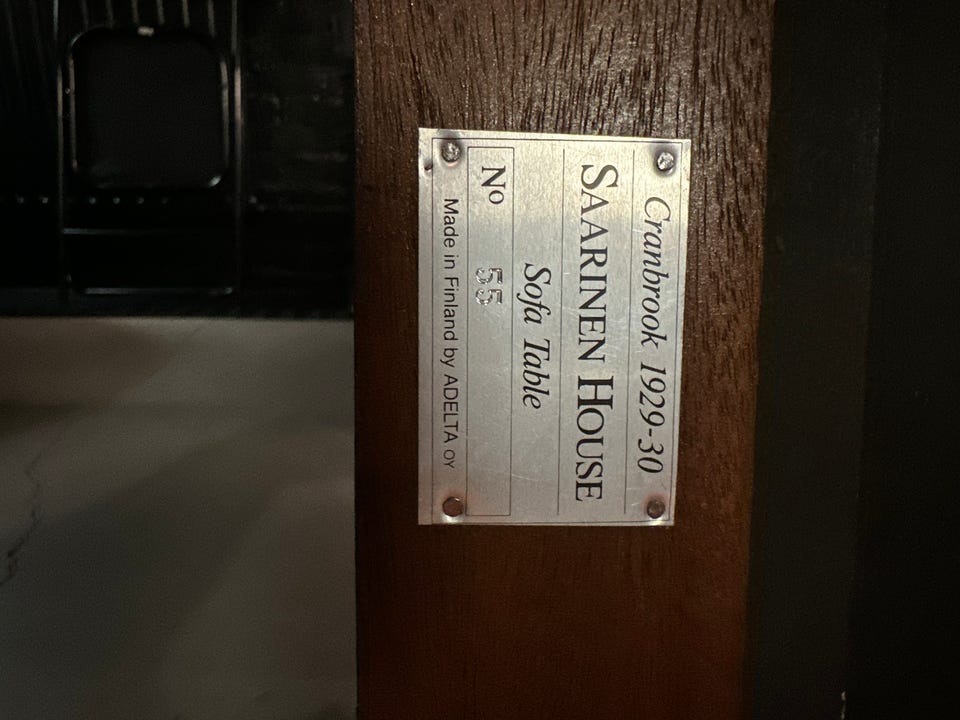 Cranbrook 1929-30
SAARINEN HOUSE
Sofa Table
No 55
Made in Finland by ADELTA OY